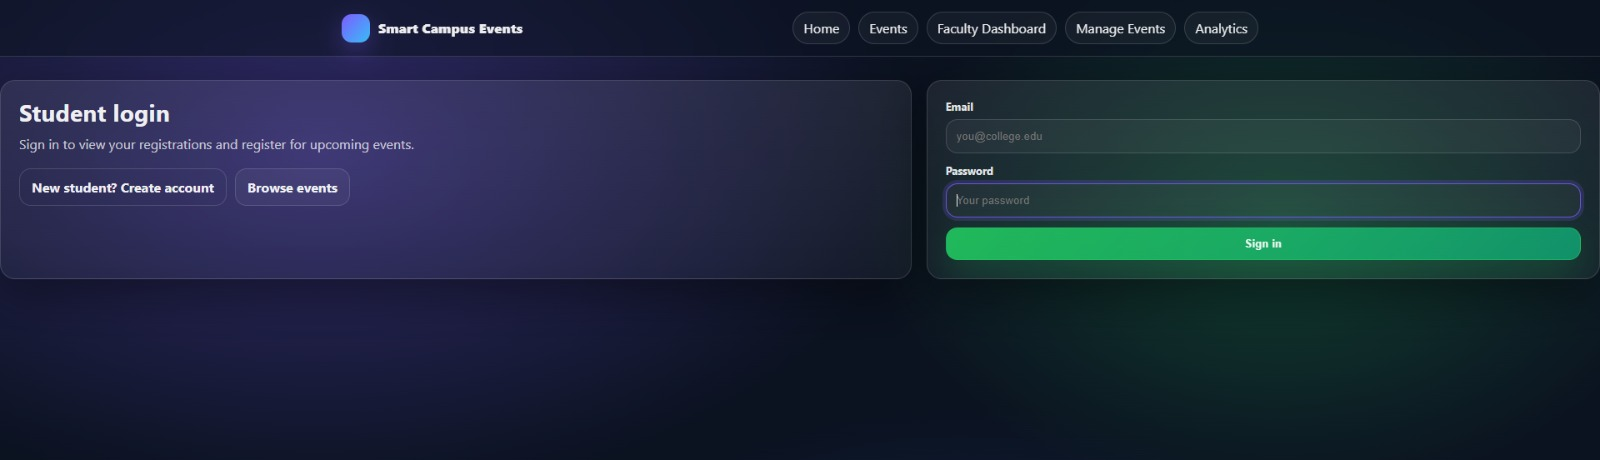 Smart Campus Events
Home Events Faculty Dashboard Manage Events Analytics
Student login
Sign in to view your registrations and register for upcoming events.
New student? Create account Browse events
Email
you@college.edu
Password
Your password
Sign in